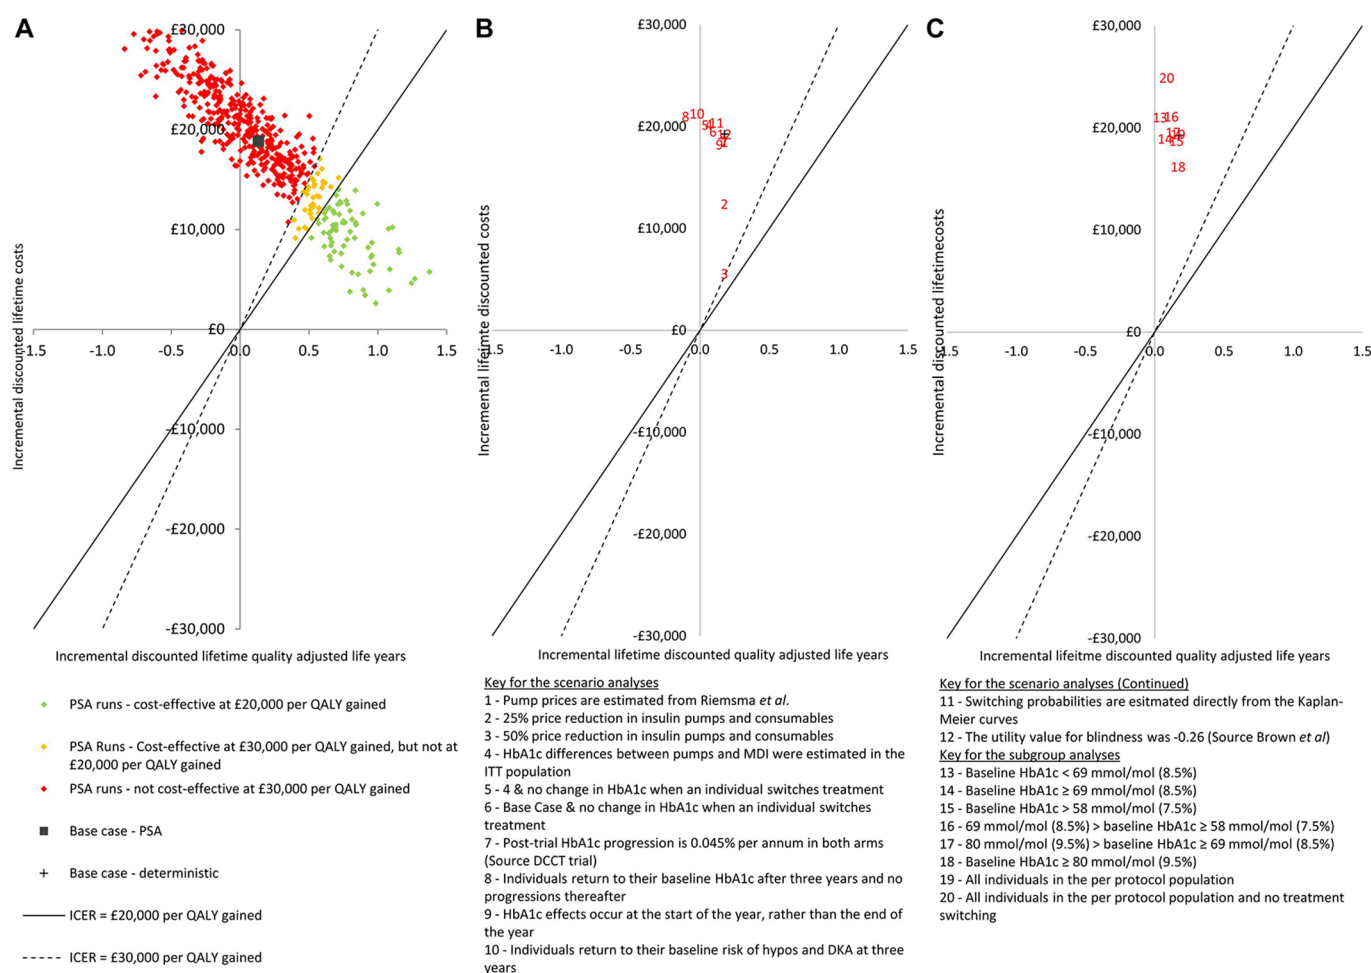 A
£30,000
£20,000
£10,000
£0
-£10,000
-£20,000
-£30,000
1.5
-1.0
-0.5
0.0
0.5
1.0
1.5
Incremental discounted lifetime costs
Incremental discounted lifetime quality adjusted life years
PSA runs - cost-effective at £20,000 per QALY gained
PSA Runs - Cost-effective at £30,000 per QALY gained, but not at
£20,000 per QALY gained
PSA runs - not cost-effective at £30,000 per QALY gained
Base case - PSA
Base case - deterministic
ICER = £20,000 per QALY gained
ICER = £30,000 per QALY gained
B
£30,000
£20,000
£10,000
£0
-£10,000
-£20,000
-£30,000
1.5
-1.0
-0.5
0.0
0.5
1.0
1.5
8
10
5
4
11
6
12
1
9
2
3
Incremental lifeitmte discounted costs
Incremental lifetime discounted quality adjusted life years
Key for the scenario analyses
1 - Pump prices are estimated from Riemsma et al.
2 - 25% price reduction in insulin pumps and consumables
3 - 50% price reduction in insulin pumps and consumables
4 - HbA1c differences between pumps and MDI were estimated in the
ITT population
5 - 4 & no change in HbA1c when an individual switches treatment
6 - Base Case & no change in HbA1c when an individual switches
treatment
7 - Post-trial HbA1c progression is 0.045% per annum in both arms
(Source DCCT trial)
8 - Individuals return to their baseline HbA1c after three years and no
progressions thereafter
9 - HbA1c effects occur at the start of the year, rather than the end of
the year
10 - Individuals return to their baseline risk of hypos and DKA at three
years
C
£30,000
£20,000
£10,000
£0
-£10,000
-£20,000
-£30,000
1.5
-1.0
-0.5
0.0
0.5
1.0
1.5
20
13
16
17
19
14
15
18
Incremental discounted lifetimecosts
Incremental lifeitme discounted quality adjusted life years
Key for the scenario analyses (Continued)
11 - Switching probabilities are esitmated directly from the Kaplan-
Meier curves
12 - The utility value for blindness was -0.26 (Source Brown et al)
Key for the subgroup analyses
13 - Baseline HbA1c < 69 mmol/mol (8.5%)
14 - Baseline HbA1c ≥ 69 mmol/mol (8.5%)
15 - Baseline HbA1c > 58 mmol/mol (7.5%)
16 - 69 mmol/mol (8.5%) > baseline HbA1c ≥ 58 mmol/mol (7.5%)
17 - 80 mmol/mol (9.5%) > baseline HbA1c ≥ 69 mmol/mol (8.5%)
18 - Baseline HbA1c ≥ 80 mmol/mol (9.5%)
19 - All individuals in the per protocol population
20 - All individuals in the per protocol population and no treatment
switching